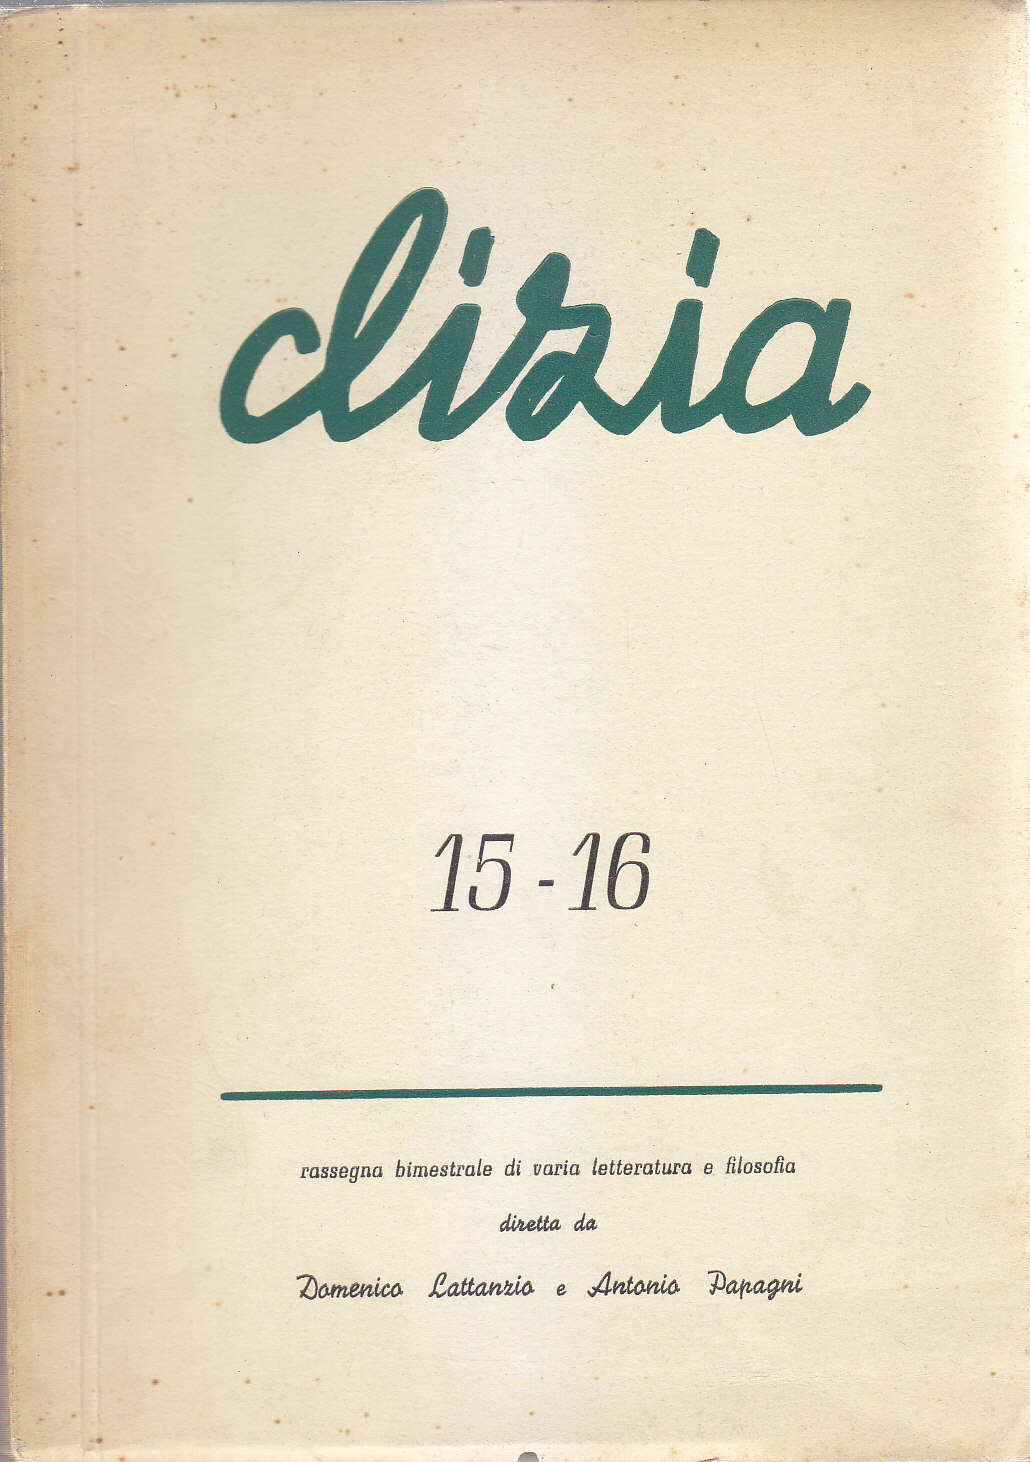 clizia
15 - 16
rassegna bimestrale di varia letteratura e filosofia
diretta da
Domenico Lattanzio e Antonio Papagni